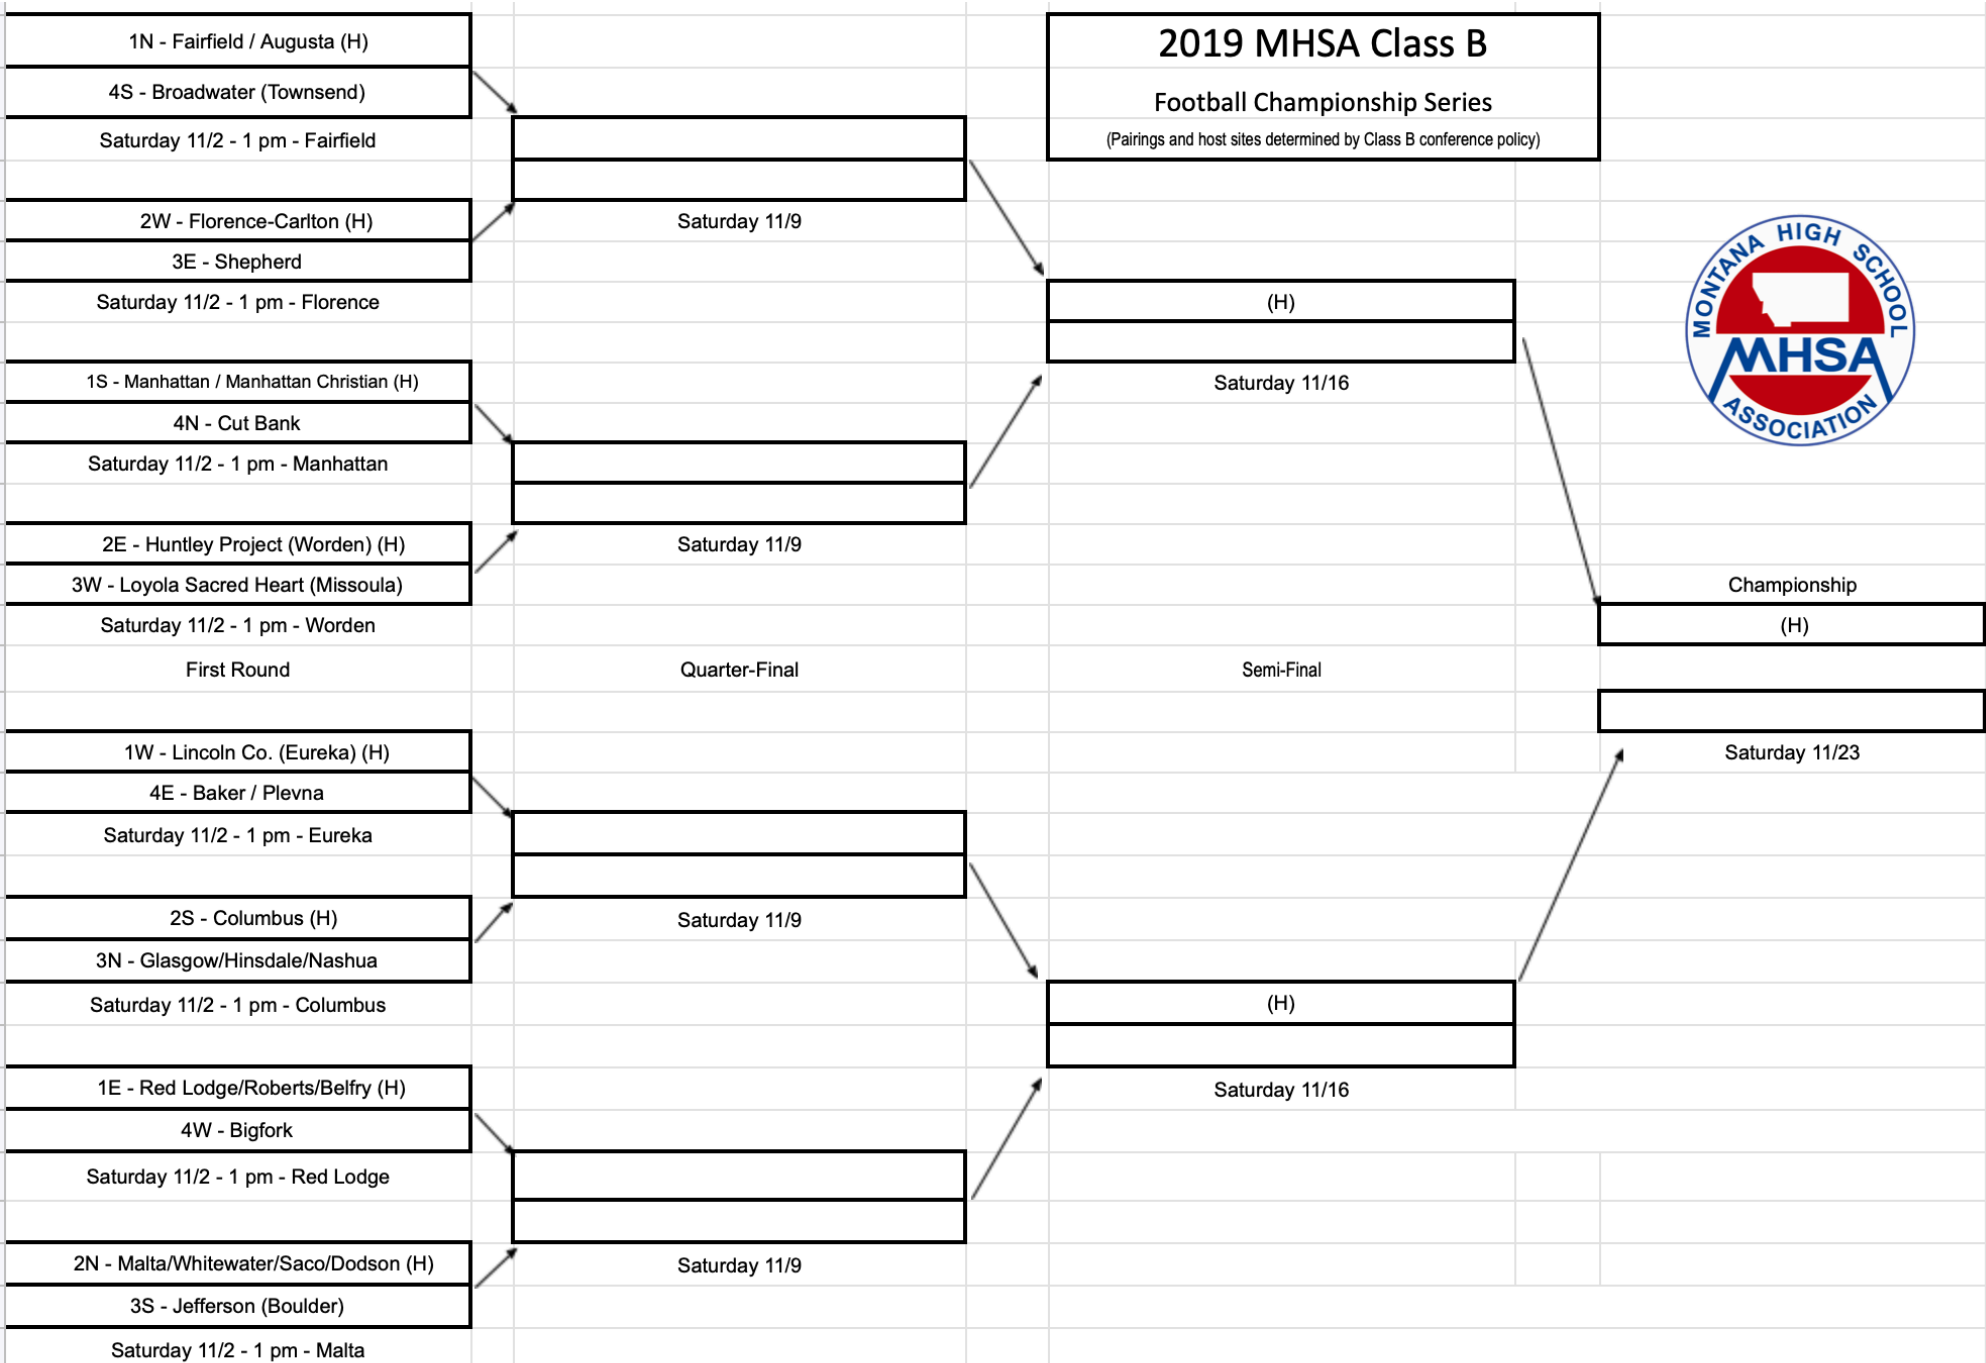 2019 MHSA Class B
Football Championship Series
(Pairings and host sites determined by Class B conference policy)
MONTANA HIGH SCHOOL
MHSA
ASSOCIATION
1N - Fairfield / Augusta (H)
4S - Broadwater (Townsend)
Saturday 11/2 - 1 pm - Fairfield
2W - Florence-Carlton (H)
3E - Shepherd
Saturday 11/2 - 1 pm - Florence
1S - Manhattan / Manhattan Christian (H)
4N - Cut Bank
Saturday 11/2 - 1 pm - Manhattan
2E - Huntley Project (Worden) (H)
3W - Loyola Sacred Heart (Missoula)
Saturday 11/2 - 1 pm - Worden
First Round
1W - Lincoln Co. (Eureka) (H)
4E - Baker / Plevna
Saturday 11/2 - 1 pm - Eureka
2S - Columbus (H)
3N - Glasgow/Hinsdale/Nashua
Saturday 11/2 - 1 pm - Columbus
1E - Red Lodge/Roberts/Belfry (H)
4W - Bigfork
Saturday 11/2 - 1 pm - Red Lodge
2N - Malta/Whitewater/Saco/Dodson (H)
3S - Jefferson (Boulder)
Saturday 11/2 - 1 pm - Malta
Saturday 11/9
Saturday 11/9
Quarter-Final
Saturday 11/9
Saturday 11/9
(H)
Saturday 11/16
Semi-Final
(H)
Saturday 11/16
Championship
(H)
Saturday 11/23